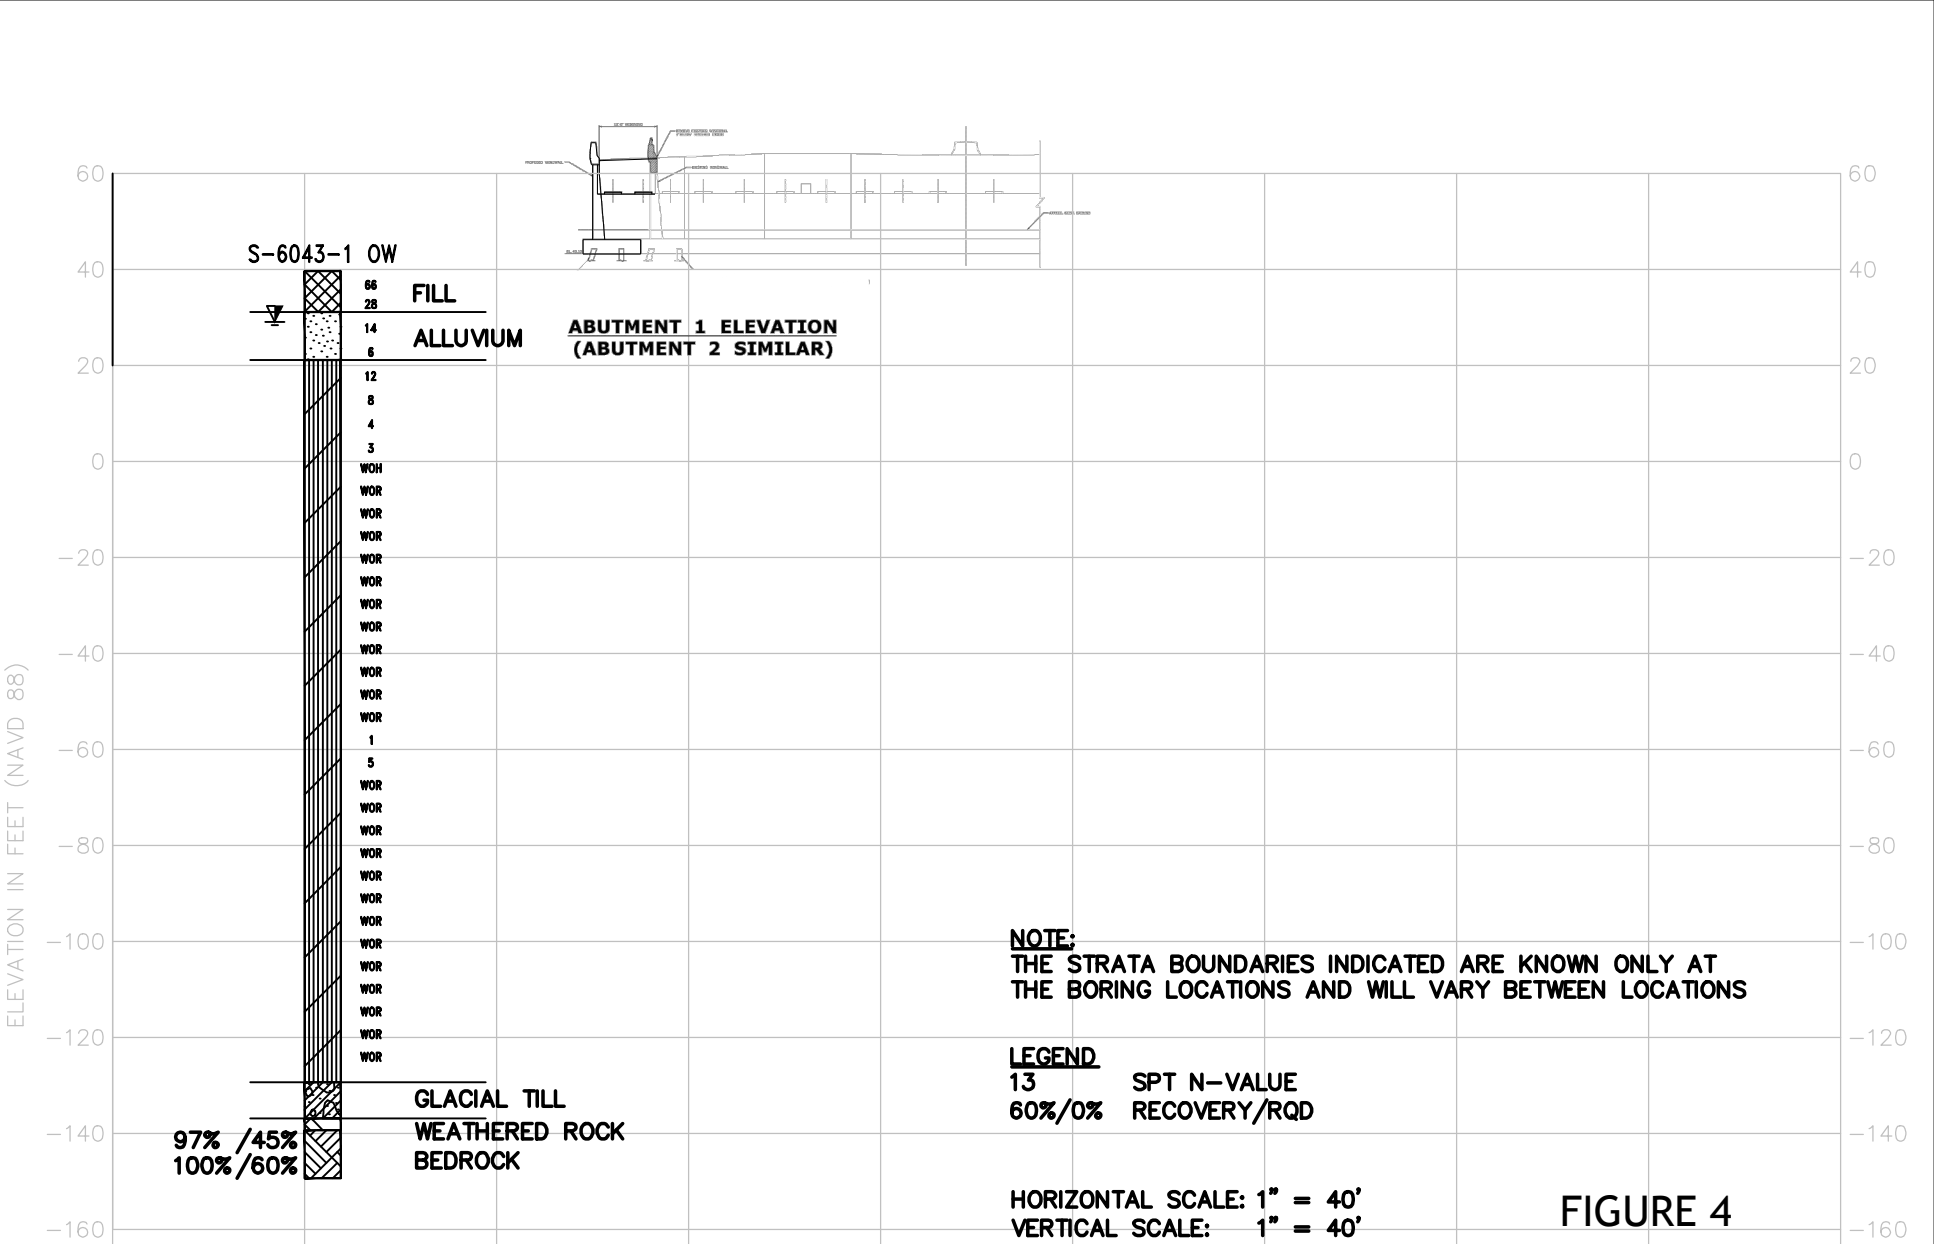 60
60
S-6043-1 OW
40
40
66
28
FILL
14
ALLUVIUM
6
ABUTMENT 1 ELEVATION
(ABUTMENT 2 SIMILAR)
20
20
12
8
4
3
0
0
WOH
WOR
WOR
WOR
-20
-20
WOR
WOR
WOR
WOR
-40
-40
WOR
WOR
WOR
WOR
1
-60
-60
5
WOR
WOR
WOR
-80
-80
WOR
WOR
WOR
WOR
-100
-100
WOR
WOR
WOR
WOR
-120
-120
WOR
WOR
ELEVATION IN FEET (NAVD 88)
NOTE:
THE STRATA BOUNDARIES INDICATED ARE KNOWN ONLY AT
THE BORING LOCATIONS AND WILL VARY BETWEEN LOCATIONS
LEGEND
13 SPT N-VALUE
60%/0% RECOVERY/RQD
GLACIAL TILL
WEATHERED ROCK
-140
-140
97% /45%
100%/60%
BEDROCK
HORIZONTAL SCALE: 1" = 40'
VERTICAL SCALE: 1" = 40'
FIGURE 4
-160
-160